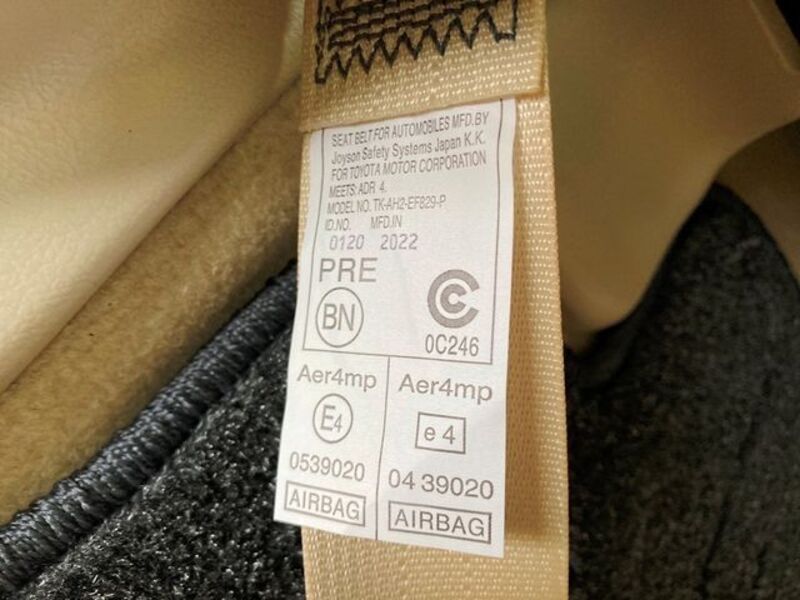 SEAT BELT FOR AUTOMOBILES MFD.BY
Joyson Safety Systems Japan K.K.
FOR TOYOTA MOTOR CORPORATION
MEETS: ADR 4.
MODEL NO. TK-AH2-EF829-P
ID.NO. MFD.IN
0120 2022
PRE
BN
C
0C246
Aer4mp
E4
0539020
AIRBAG
Aer4mp
e 4
04 39020
AIRBAG